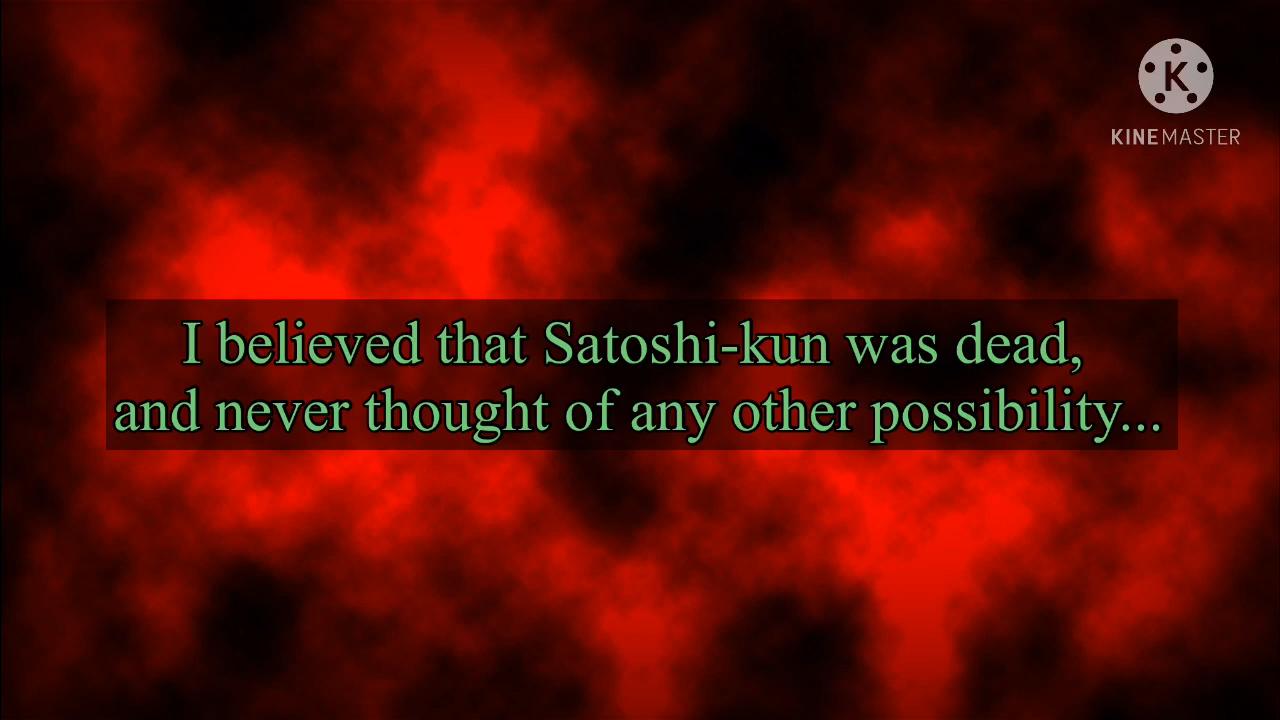 K
KINEMASTER
I believed that Satoshi-kun was dead,
and never thought of any other possibility...